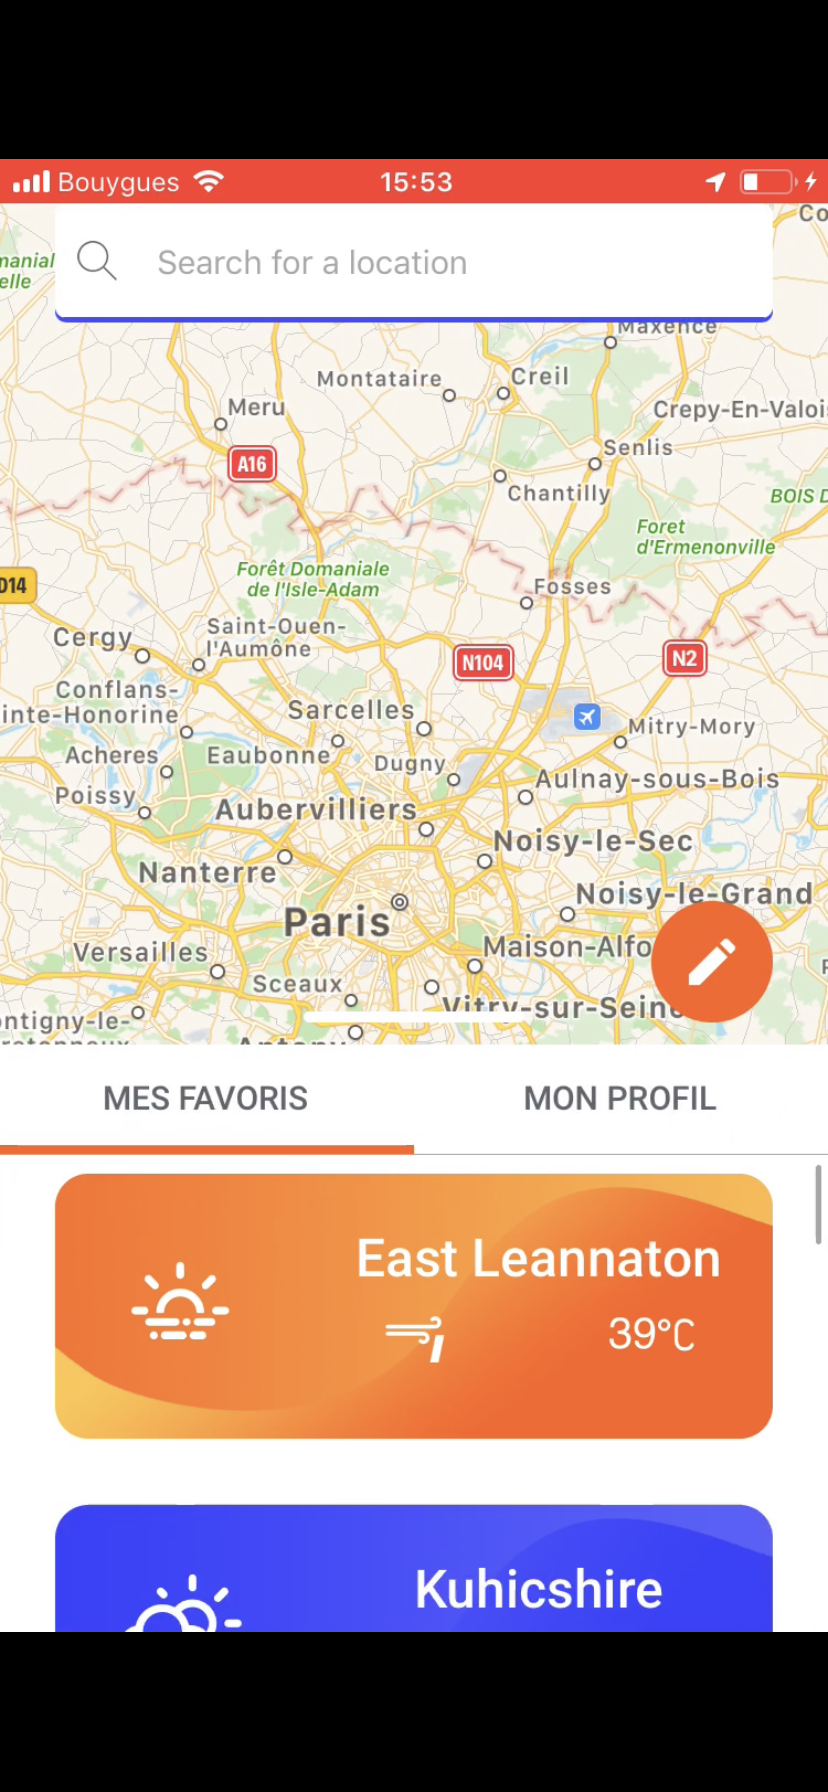 Bouygues
15:53
Search for a location
Maxence
Montataire
Creil
Meru
Crepy-En-Valois
Senlis
A16
Chantilly
BOIS D
Foret
d'Ermenonville
Forêt Domaniale
de l'Isle-Adam
D14
Fosses
Saint-Ouen-
l'Aumône
Cergy
N104
N2
Conflans-
inte-Honorine
Sarcelles
Mitry-Mory
Acheres
Eaubonne
Dugny
Aulnay-sous-Bois
Poissy
Aubervilliers
Noisy-le-Sec
Nanterre
Noisy-le-Grand
Paris
Versailles
Maison-Alfo
Sceaux
Vitry-sur-Seine
ntigny-le-
Antony
MES FAVORIS
MON PROFIL
East Leannaton
39°C
Kuhicshire